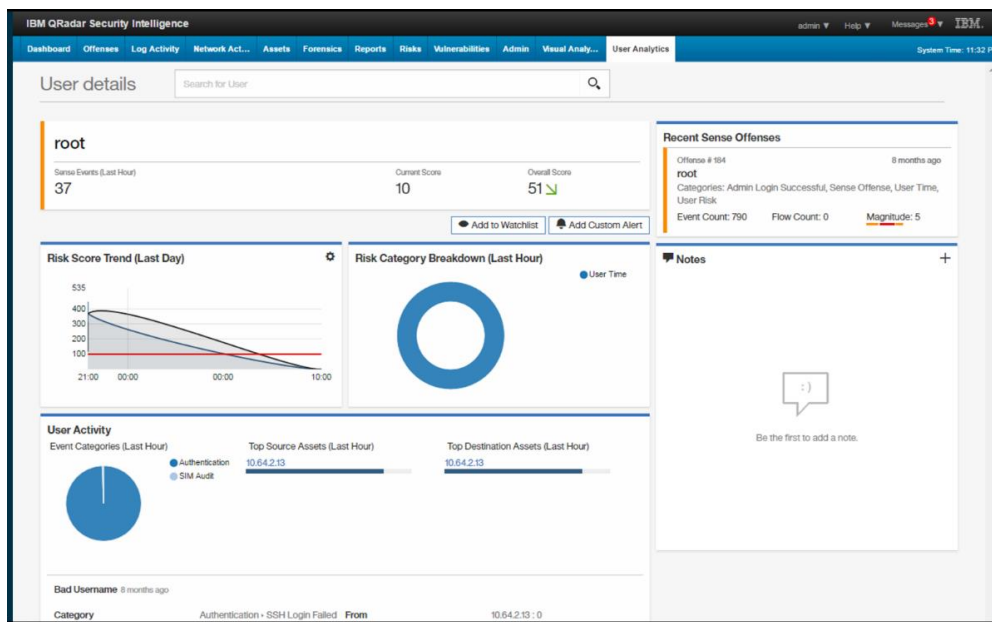 IBM QRadar Security Intelligence
admin Help Messages 3 IBM
Dashboard Offenses Log Activity Network Act... Assets Forensics Reports Risks Vulnerabilities Admin Visual Analy... User Analytics System Time: 11:32 P
User details
Search for User
root
Sense Events (Last Hour) Current Score Overall Score
37 10 51
Add to Watchlist Add Custom Alert
Recent Sense Offenses
Offense # 184 8 months ago
root
Categories: Admin Login Successful, Sense Offense, User Time,
User Risk
Event Count: 790 Flow Count: 0 Magnitude: 5
Risk Score Trend (Last Day)
535
400
300
200
100
21:00 00:00 00:00 10:00
Risk Category Breakdown (Last Hour)
User Time
Notes +
:)
Be the first to add a note.
User Activity
Event Categories (Last Hour) Top Source Assets (Last Hour) Top Destination Assets (Last Hour)
Authentication 10.64.2.13 10.64.2.13
SIM Audit
Bad Username 8 months ago
Category Authentication › SSH Login Failed From 10.64.2.13 : 0